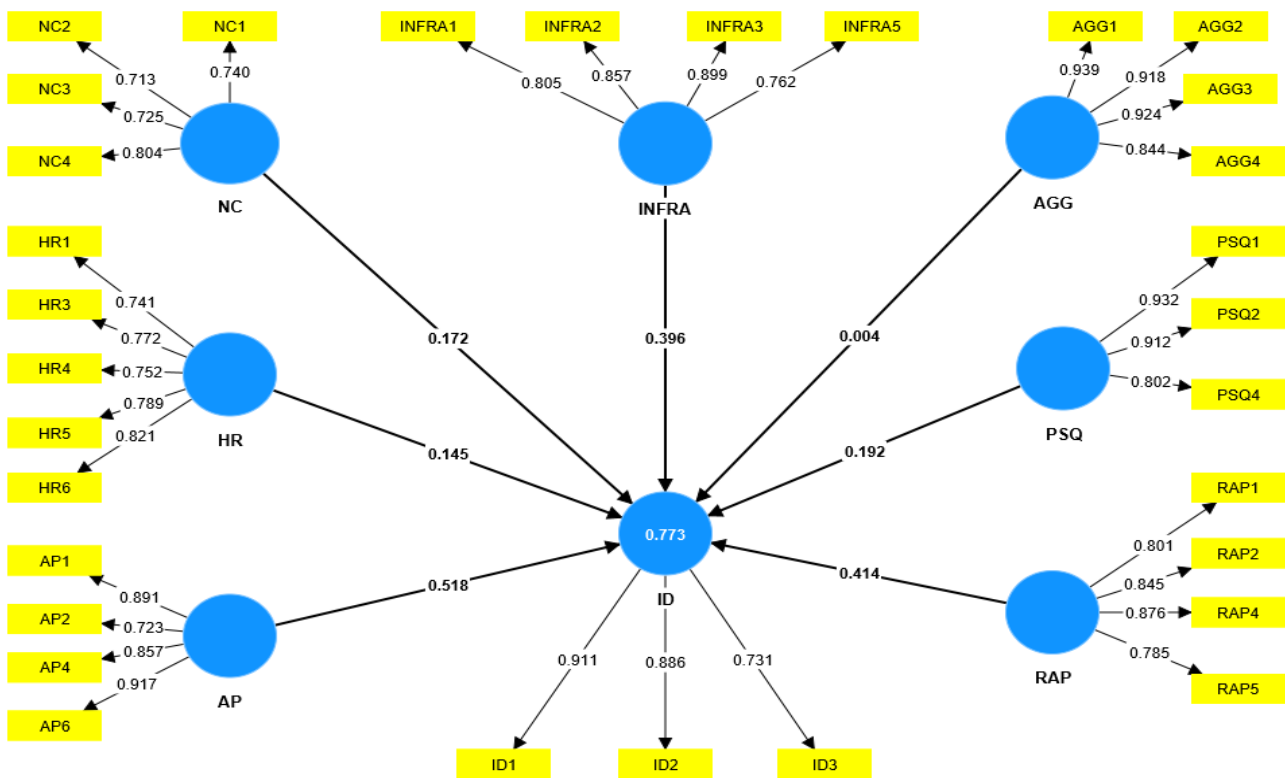 NC2
NC1
INFRA1
INFRA2
INFRA3
INFRA5
AGG1
AGG2
0.713
0.740
0.805
0.857
0.899
0.762
0.939
0.918
NC3
0.725
AGG3
0.924
NC4
0.804
0.844
AGG4
NC
INFRA
AGG
HR1
0.741
PSQ1
0.932
HR3
0.772
PSQ2
0.912
HR4
0.752
0.172
0.396
0.004
0.802
PSQ4
HR5
0.789
0.821
HR
PSQ
HR6
0.145
0.192
RAP1
0.773
0.801
AP1
0.891
RAP2
0.845
0.518
ID
0.414
AP2
0.723
RAP4
0.876
AP4
0.857
0.785
0.917
AP
0.911
0.886
0.731
RAP
RAP5
AP6
ID1
ID2
ID3